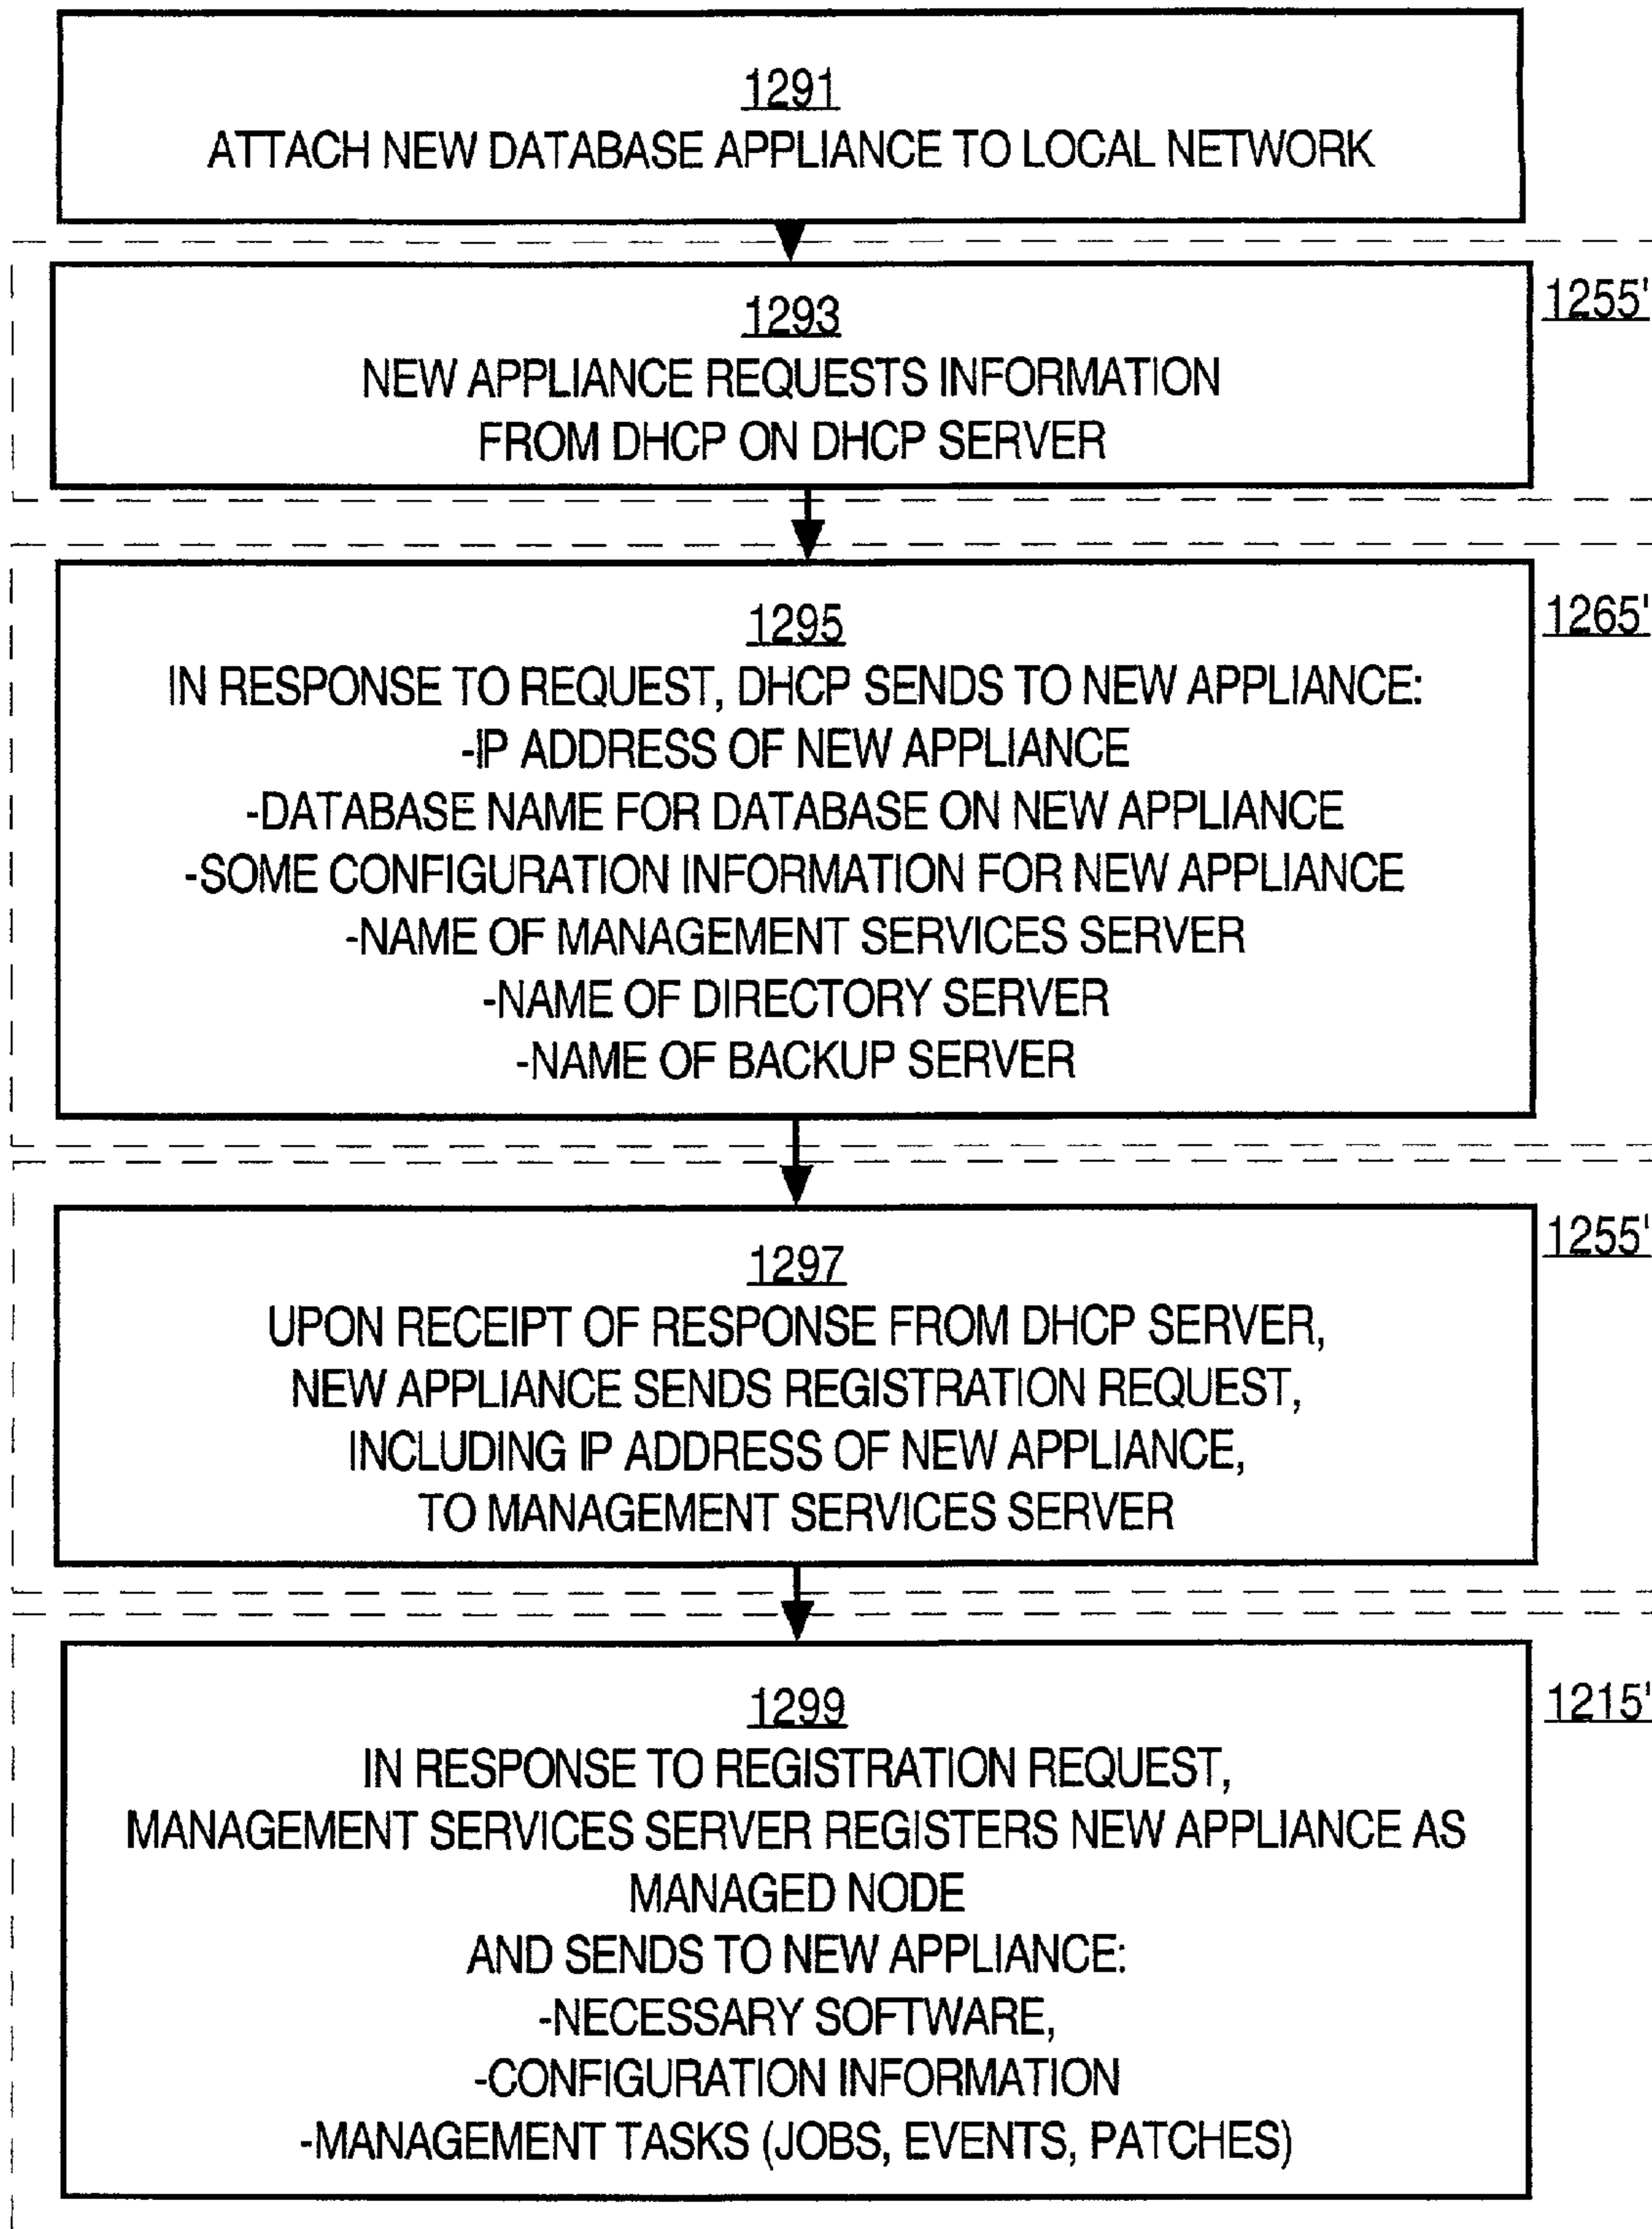 1291
ATTACH NEW DATABASE APPLIANCE TO LOCAL NETWORK
1255'
1293
NEW APPLIANCE REQUESTS INFORMATION
FROM DHCP ON DHCP SERVER
1265'
1295
IN RESPONSE TO REQUEST, DHCP SENDS TO NEW APPLIANCE:
-IP ADDRESS OF NEW APPLIANCE
-DATABASE NAME FOR DATABASE ON NEW APPLIANCE
-SOME CONFIGURATION INFORMATION FOR NEW APPLIANCE
-NAME OF MANAGEMENT SERVICES SERVER
-NAME OF DIRECTORY SERVER
-NAME OF BACKUP SERVER
1255'
1297
UPON RECEIPT OF RESPONSE FROM DHCP SERVER,
NEW APPLIANCE SENDS REGISTRATION REQUEST,
INCLUDING IP ADDRESS OF NEW APPLIANCE,
TO MANAGEMENT SERVICES SERVER
1215'
1299
IN RESPONSE TO REGISTRATION REQUEST,
MANAGEMENT SERVICES SERVER REGISTERS NEW APPLIANCE AS
MANAGED NODE
AND SENDS TO NEW APPLIANCE:
-NECESSARY SOFTWARE,
-CONFIGURATION INFORMATION
-MANAGEMENT TASKS (JOBS, EVENTS, PATCHES)